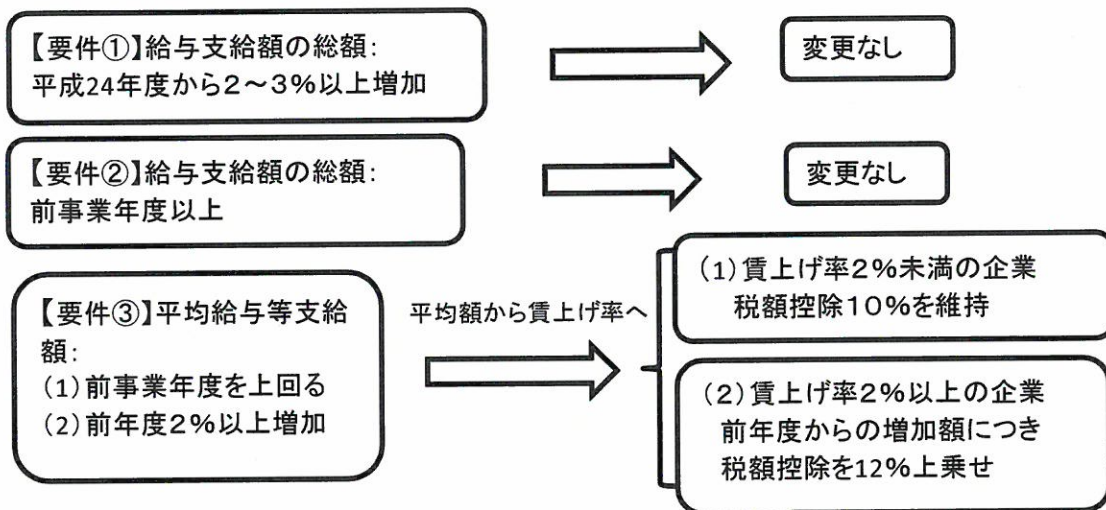 【要件①】給与支給額の総額：
平成24年度から2～3%以上増加
変更なし
【要件②】給与支給額の総額：
前事業年度以上
変更なし
【要件③】平均給与等支給
額：
(1)前事業年度を上回る
(2)前年度2%以上増加
平均額から賃上げ率へ
(1)賃上げ率2%未満の企業
税額控除10%を維持
(2)賃上げ率2%以上の企業
前年度からの増加額につき
税額控除を12%上乗せ